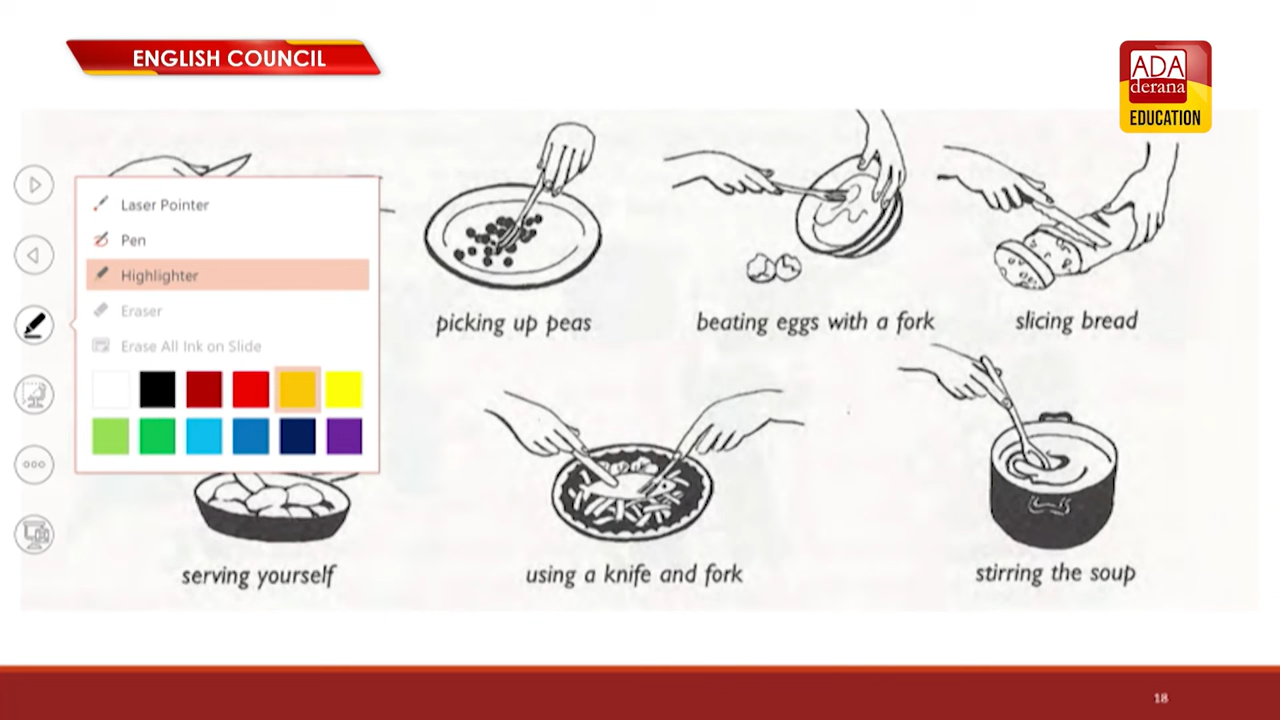 ENGLISH COUNCIL
ADA
derana
EDUCATION
Laser Pointer
Pen
Highlighter
Eraser
Erase All Ink on Slide
picking up peas
beating eggs with a fork
slicing bread
serving yourself
using a knife and fork
stirring the soup
18